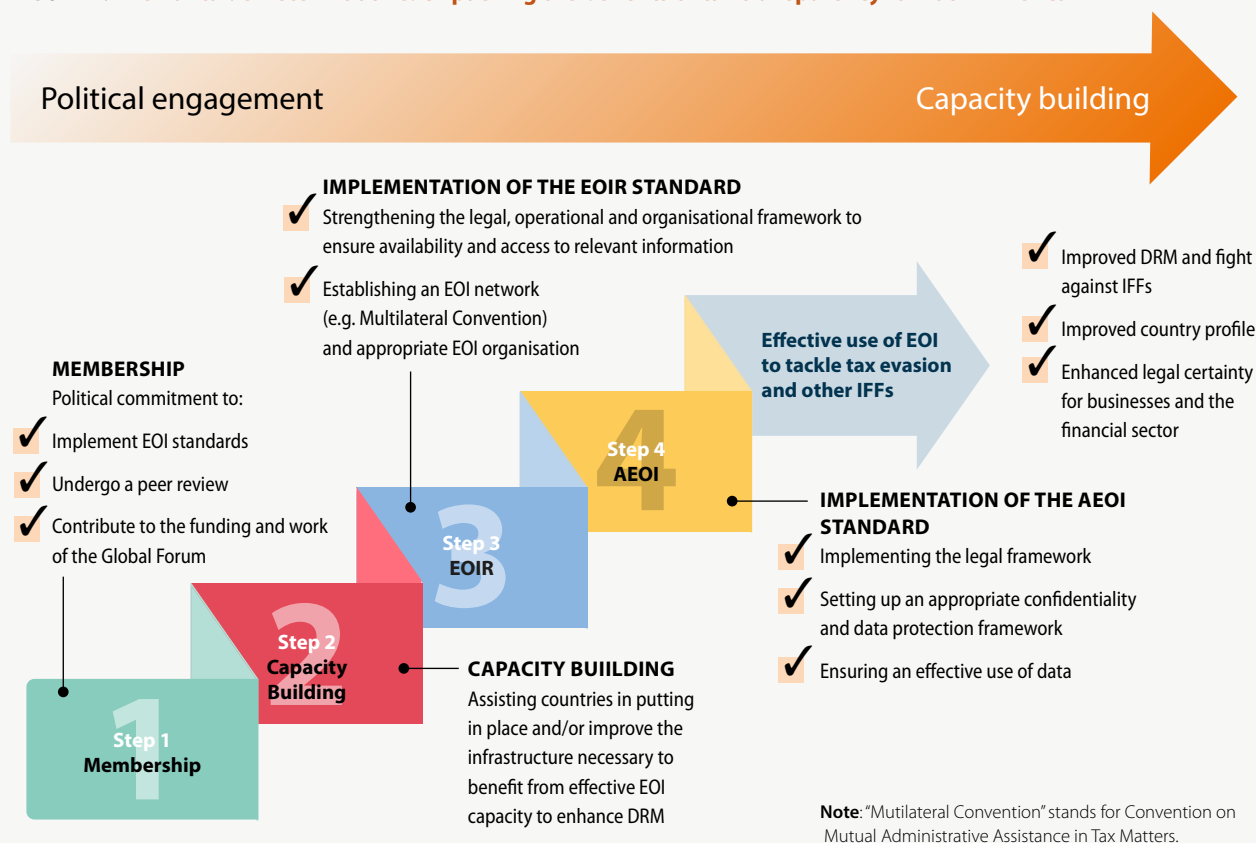 Political engagement
Capacity building
IMPLEMENTATION OF THE EOIR STANDARD
✓ Strengthening the legal, operational and organisational framework to
ensure availability and access to relevant information
✓ Establishing an EOI network
(e.g. Multilateral Convention)
and appropriate EOI organisation
✓ Improved DRM and fight
against IFFs
✓ Improved country profile
✓ Enhanced legal certainty
for businesses and the
financial sector
Effective use of EOI
to tackle tax evasion
and other IFFs
MEMBERSHIP
Political commitment to:
✓ Implement EOI standards
✓ Undergo a peer review
✓ Contribute to the funding and work
of the Global Forum
4
Step 4
AEOI
IMPLEMENTATION OF THE AEOI
STANDARD
✓ Implementing the legal framework
✓ Setting up an appropriate confidentiality
and data protection framework
✓ Ensuring an effective use of data
3
Step 3
EOIR
2
Step 2
Capacity
Building
CAPACITY BUIILDING
Assisting countries in putting
in place and/or improve the
infrastructure necessary to
benefit from effective EOI
capacity to enhance DRM
1
Step 1
Membership
Note: “Mutilateral Convention” stands for Convention on
Mutual Administrative Assistance in Tax Matters.